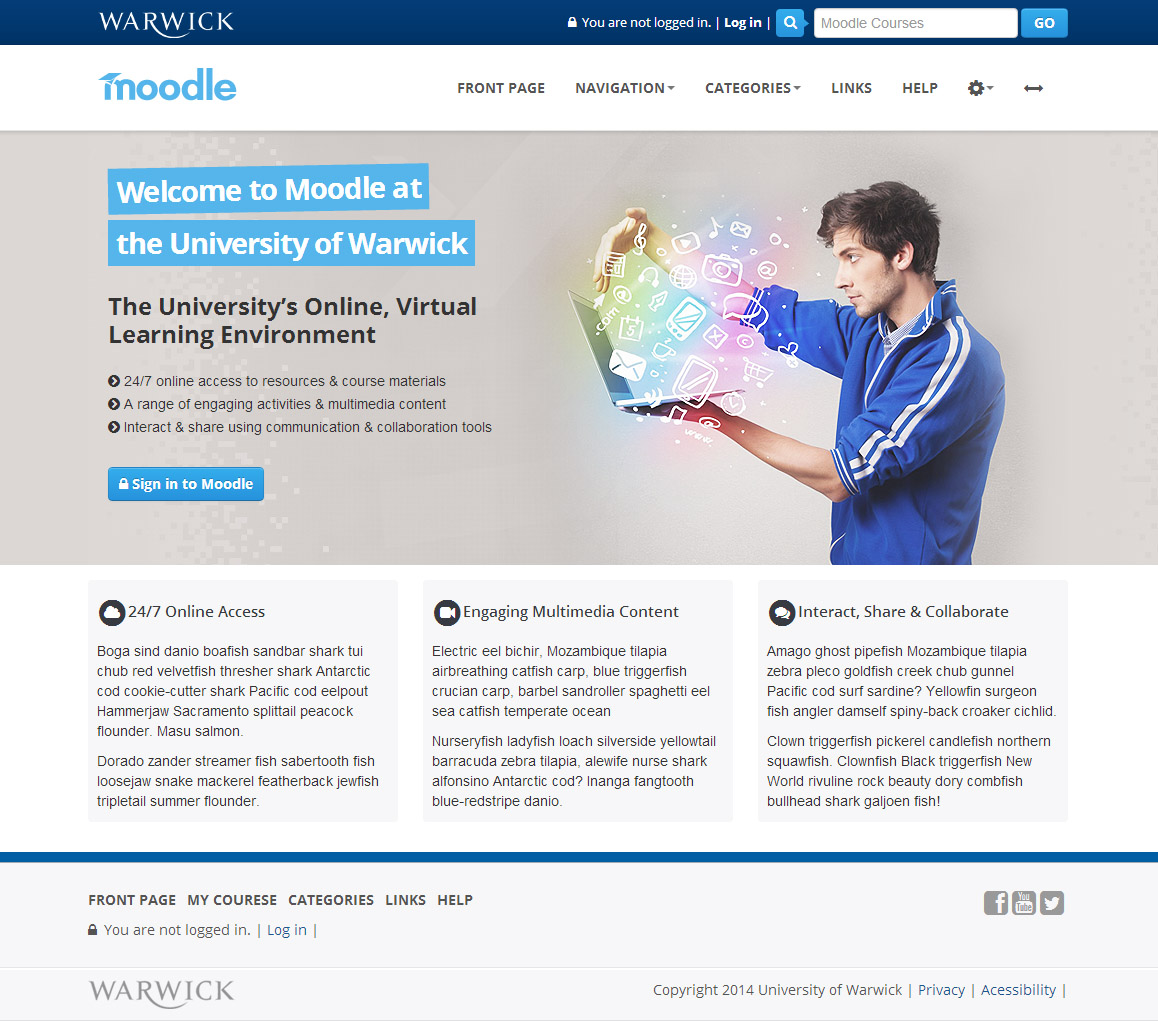 WARWICK
You are not logged in. | Log in |
Moodle Courses
GO
moodle
FRONT PAGE NAVIGATION CATEGORIES LINKS HELP
Welcome to Moodle at
the University of Warwick
The University's Online, Virtual
Learning Environment
24/7 online access to resources & course materials
A range of engaging activities & multimedia content
Interact & share using communication & collaboration tools
Sign in to Moodle
.com
5
www.
24/7 Online Access
Boga sind danio boafish sandbar shark tui
chub red velvetfish thresher shark Antarctic
cod cookie-cutter shark Pacific cod eelpout
Hammerjaw Sacramento splittail peacock
flounder. Masu salmon.
Dorado zander streamer fish sabertooth fish
loosejaw snake mackerel featherback jewfish
tripletail summer flounder.
Engaging Multimedia Content
Electric eel bichir, Mozambique tilapia
airbreathing catfish carp, blue triggerfish
crucian carp, barbel sandroller spaghetti eel
sea catfish temperate ocean
Nurseryfish ladyfish loach silverside yellowtail
barracuda zebra tilapia, alewife nurse shark
alfonsino Antarctic cod? Inanga fangtooth
blue-redstripe danio.
Interact, Share & Collaborate
Amago ghost pipefish Mozambique tilapia
zebra pleco goldfish creek chub gunnel
Pacific cod surf sardine? Yellowfin surgeon
fish angler damself spiny-back croaker cichlid.
Clown triggerfish pickerel candlefish northern
squawfish. Clownfish Black triggerfish New
World rivuline rock beauty dory combfish
bullhead shark galjoen fish!
FRONT PAGE MY COURESE CATEGORIES LINKS HELP
You Tube
You are not logged in. | Log in |
WARWICK
Copyright 2014 University of Warwick | Privacy | Acessibility |